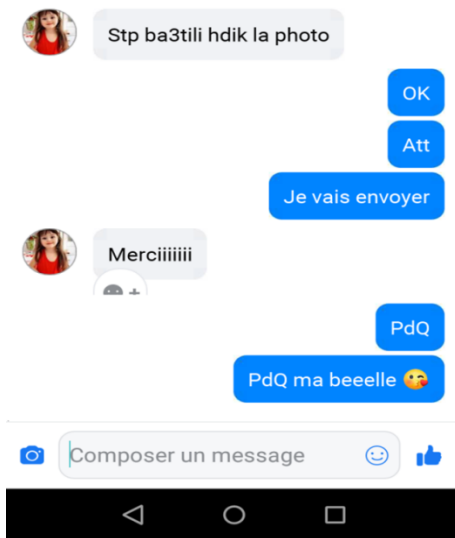 Stp ba3tili hdik la photo
OK
Att
Je vais envoyer
Merciiiiiii
PdQ
PdQ ma beeelle 😘
Composer un message